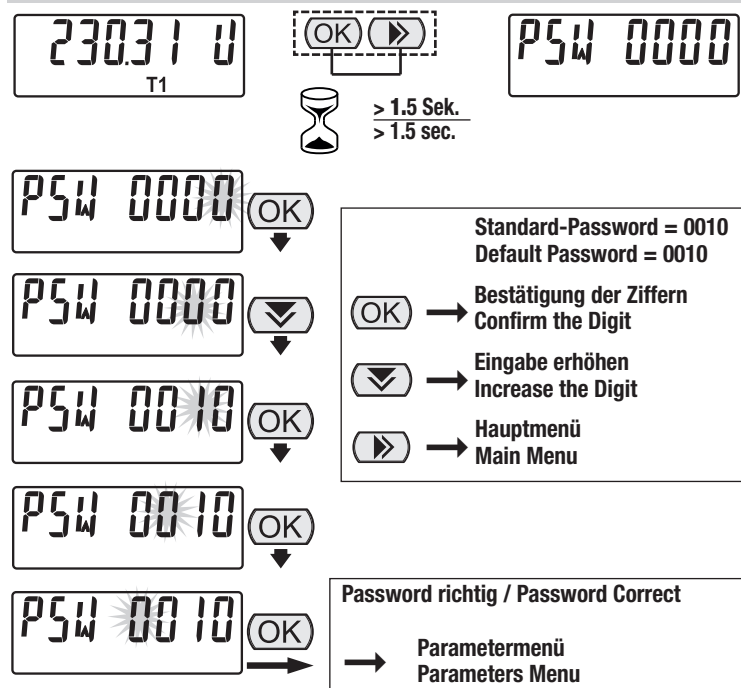 230.31 V
T1
OK
> 1.5 Sek.
> 1.5 sec.
PSW 0000
PSW 0000
OK
PSW 0000
PSW 0010
OK
PSW 0010
OK
PSW 0010
OK
Standard-Password = 0010
Default Password = 0010
OK
Bestätigung der Ziffern
Confirm the Digit
Eingabe erhöhen
Increase the Digit
Hauptmenü
Main Menu
Password richtig / Password Correct
Parametermenü
Parameters Menu